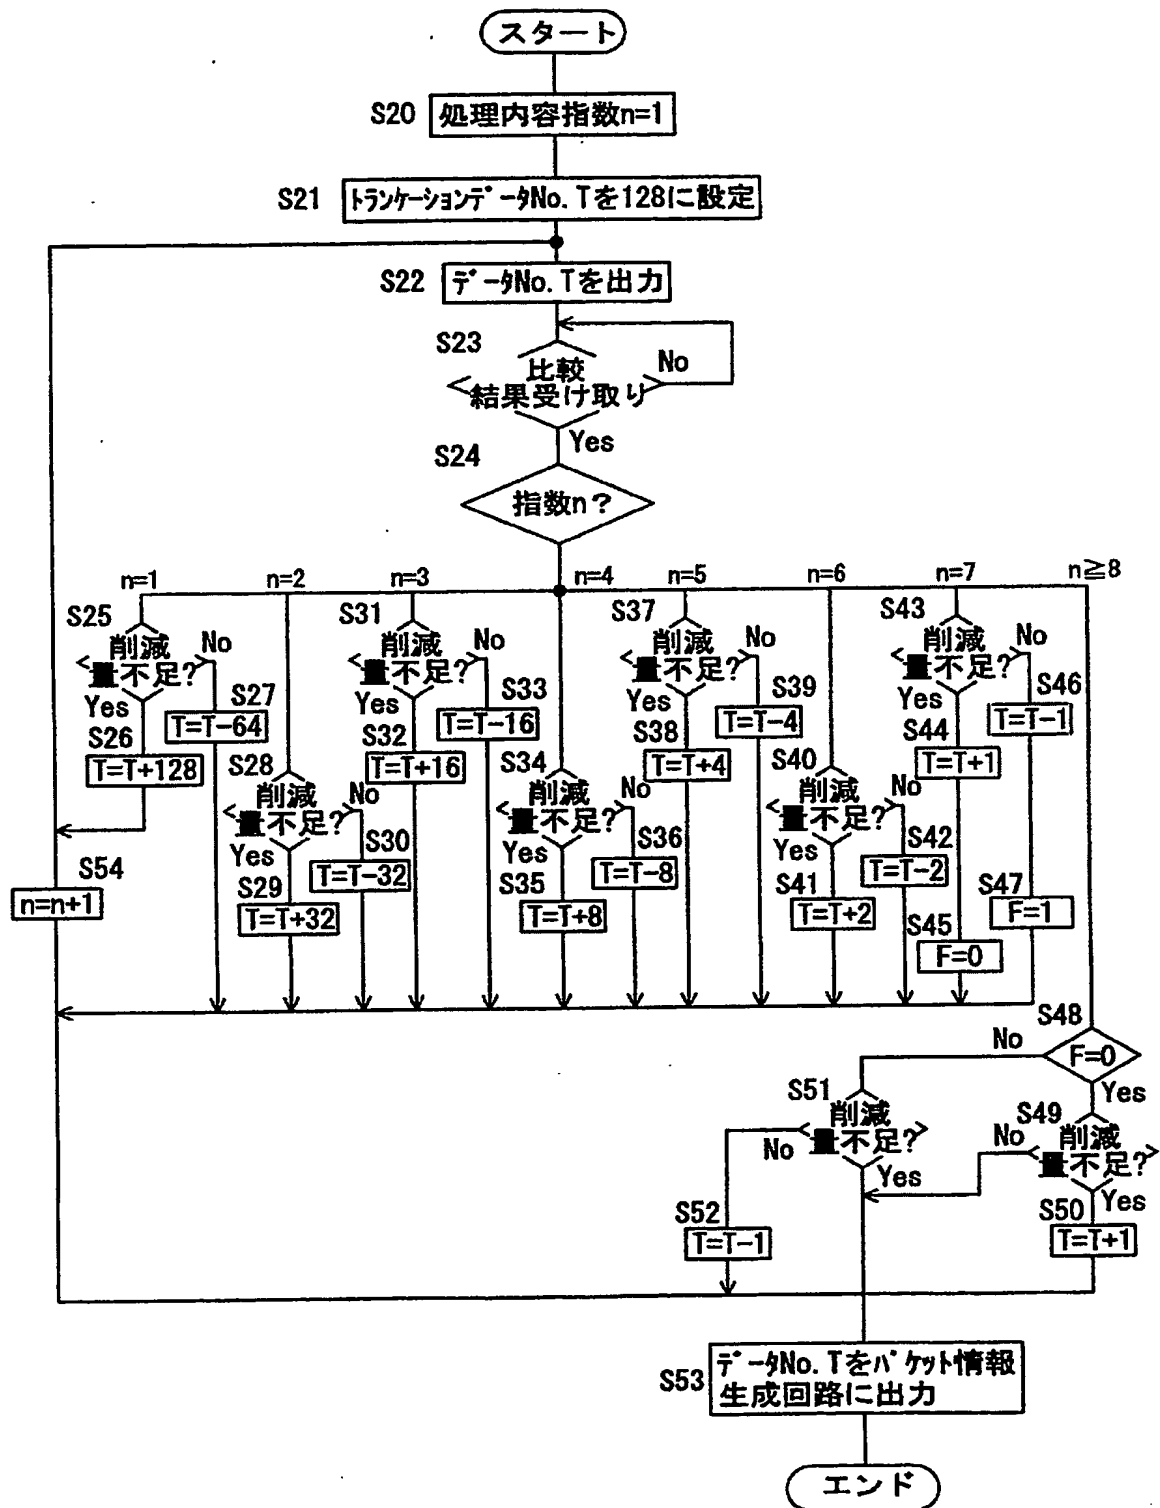 スタート
S20 処理内容指数n=1
S21 トランケーションデータNo.Tを128に設定
S22 データNo.Tを出力
S23
比較
結果受け取り
No
Yes
S24
指数n?
n=1 n=2 n=3 n=4 n=5 n=6 n=7 n≧8
S25
削減
量不足?
No
Yes
S27
T=T-64
S26
T=T+128
S28
削減
量不足?
No
Yes
S30
T=T-32
S29
T=T+32
S31
削減
量不足?
No
Yes
S33
T=T-16
S32
T=T+16
S34
削減
量不足?
No
Yes
S36
T=T-8
S35
T=T+8
S37
削減
量不足?
No
Yes
S39
T=T-4
S38
T=T+4
S40
削減
量不足?
No
Yes
S42
T=T-2
S41
T=T+2
S43
削減
量不足?
No
Yes
S46
T=T-1
S44
T=T+1
S47
F=1
S45
F=0
S54
n=n+1
S48
F=0
No
Yes
S51
削減
量不足?
No
Yes
S49
削減
量不足?
No
Yes
S52
T=T-1
S50
T=T+1
S53
データNo.Tをパケット情報
生成回路に出力
エンド